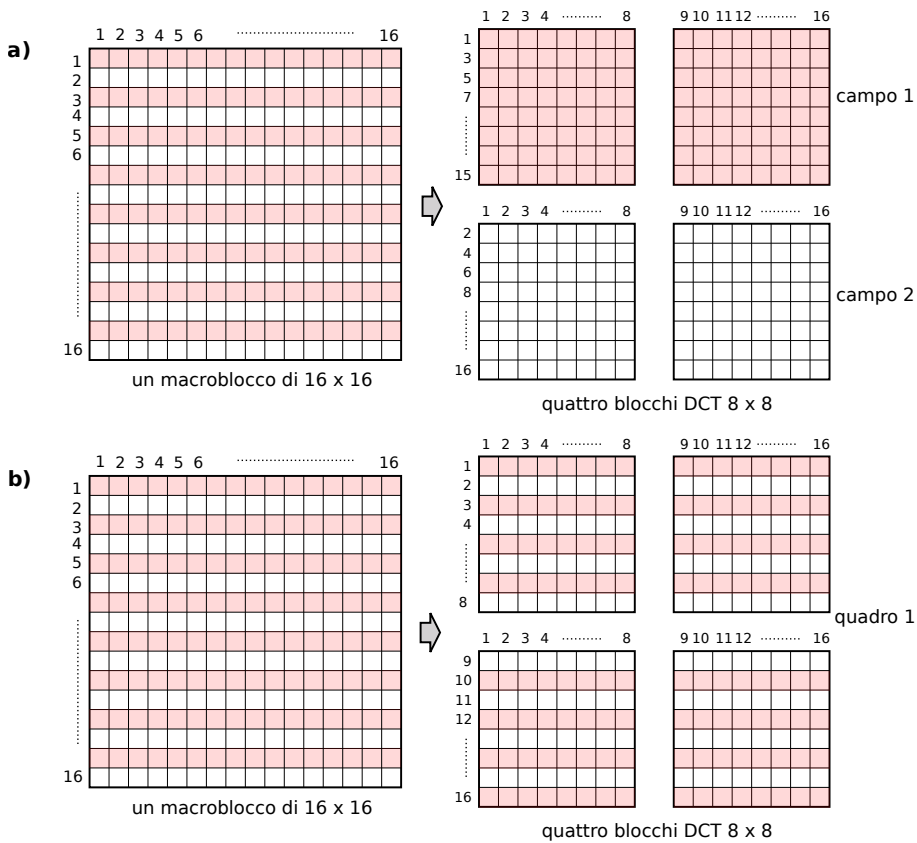 a)
1 2 3 4 5 6 ........ 16
1
2
3
4
5
6
16
un macroblocco di 16 x 16
1 2 3 4 ........ 8
9 10 11 12 ........ 16
1
3
5
7
15
campo 1
1 2 3 4 ........ 8
9 10 11 12 ........ 16
2
4
6
8
16
campo 2
quattro blocchi DCT 8 x 8
b)
1 2 3 4 5 6 ........ 16
1
2
3
4
5
6
16
un macroblocco di 16 x 16
1 2 3 4 ........ 8
9 10 11 12 ........ 16
1
2
3
4
8
quadro 1
1 2 3 4 ........ 8
9 10 11 12 ........ 16
9
10
11
12
16
quattro blocchi DCT 8 x 8